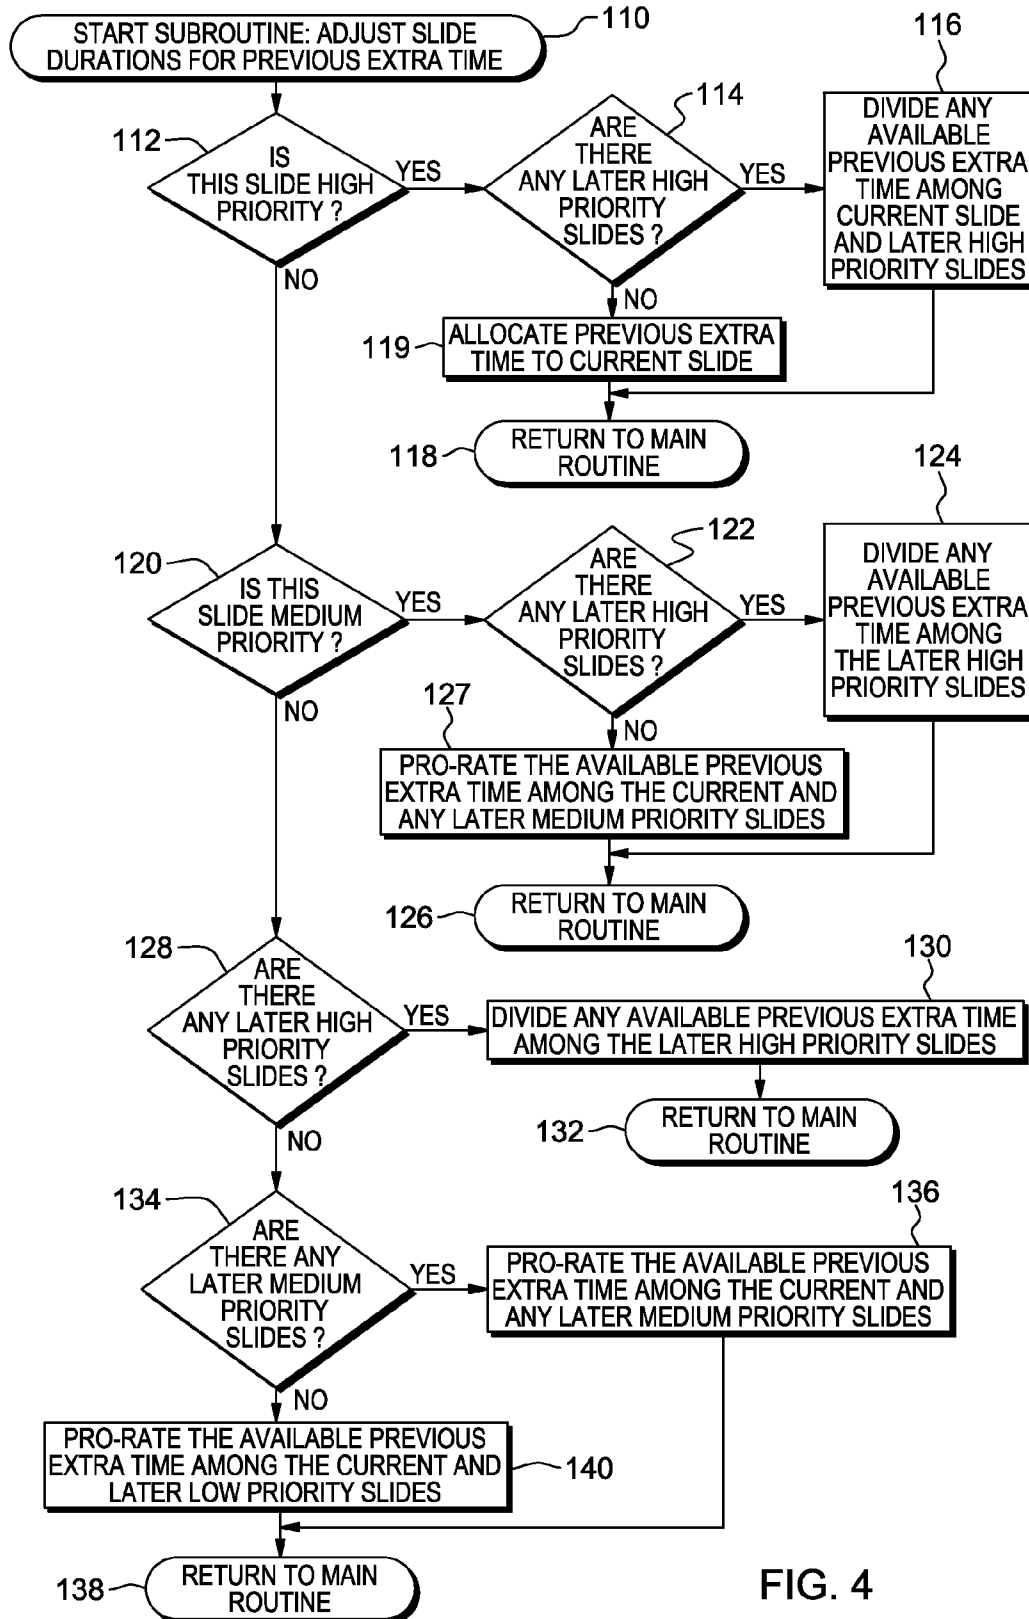 START SUBROUTINE: ADJUST SLIDE
DURATIONS FOR PREVIOUS EXTRA TIME
110
112
IS
THIS SLIDE HIGH
PRIORITY ?
YES
NO
114
ARE
THERE
ANY LATER HIGH
PRIORITY
SLIDES ?
YES
NO
116
DIVIDE ANY
AVAILABLE
PREVIOUS EXTRA
TIME AMONG
CURRENT SLIDE
AND LATER HIGH
PRIORITY SLIDES
119
ALLOCATE PREVIOUS EXTRA
TIME TO CURRENT SLIDE
118
RETURN TO MAIN
ROUTINE
120
IS THIS
SLIDE MEDIUM
PRIORITY ?
YES
NO
122
ARE
THERE
ANY LATER HIGH
PRIORITY
SLIDES ?
YES
NO
124
DIVIDE ANY
AVAILABLE
PREVIOUS EXTRA
TIME AMONG
THE LATER HIGH
PRIORITY SLIDES
127
PRO-RATE THE AVAILABLE PREVIOUS
EXTRA TIME AMONG THE CURRENT AND
ANY LATER MEDIUM PRIORITY SLIDES
126
RETURN TO MAIN
ROUTINE
128
ARE
THERE
ANY LATER HIGH
PRIORITY
SLIDES ?
YES
NO
130
DIVIDE ANY AVAILABLE PREVIOUS EXTRA TIME
AMONG THE LATER HIGH PRIORITY SLIDES
132
RETURN TO MAIN
ROUTINE
134
ARE
THERE ANY
LATER MEDIUM
PRIORITY
SLIDES ?
YES
NO
136
PRO-RATE THE AVAILABLE PREVIOUS
EXTRA TIME AMONG THE CURRENT AND
ANY LATER MEDIUM PRIORITY SLIDES
PRO-RATE THE AVAILABLE PREVIOUS
EXTRA TIME AMONG THE CURRENT AND
LATER LOW PRIORITY SLIDES
140
138
RETURN TO MAIN
ROUTINE
FIG. 4